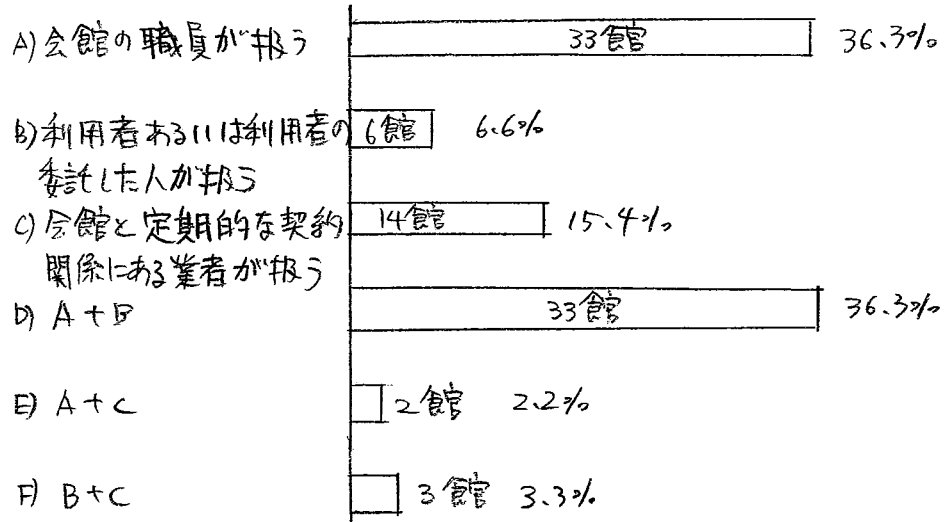 A) 会館の職員が扱う 33館 36.3%
B) 利用者あるいは利用者の 6館 6.6%
委託した人が扱う
C) 会館と定期的な契約 14館 15.4%
関係にある業者が扱う
D) A+B 33館 36.3%
E) A+C 2館 2.2%
F) B+C 3館 3.3%